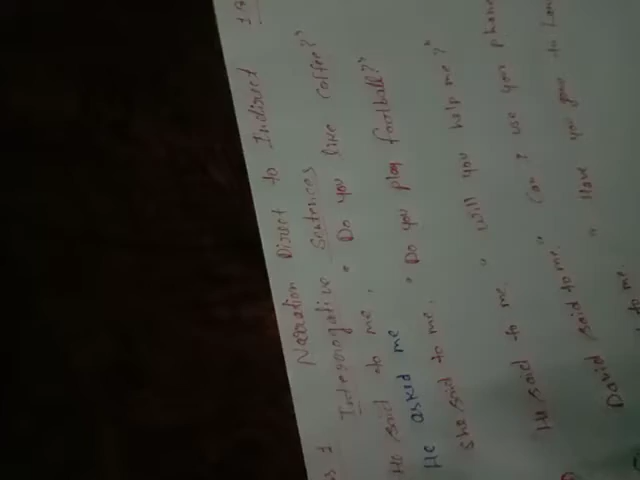 Narration Direct to Indirect
Interrogative Sentences
He said to me, " Do you like coffee?"
He asked me
She said to me, " Do you play football?"
He said to me " will you help me?"
He said to me. " Can I use your phone
David said to me. " Have you gone to
to me.